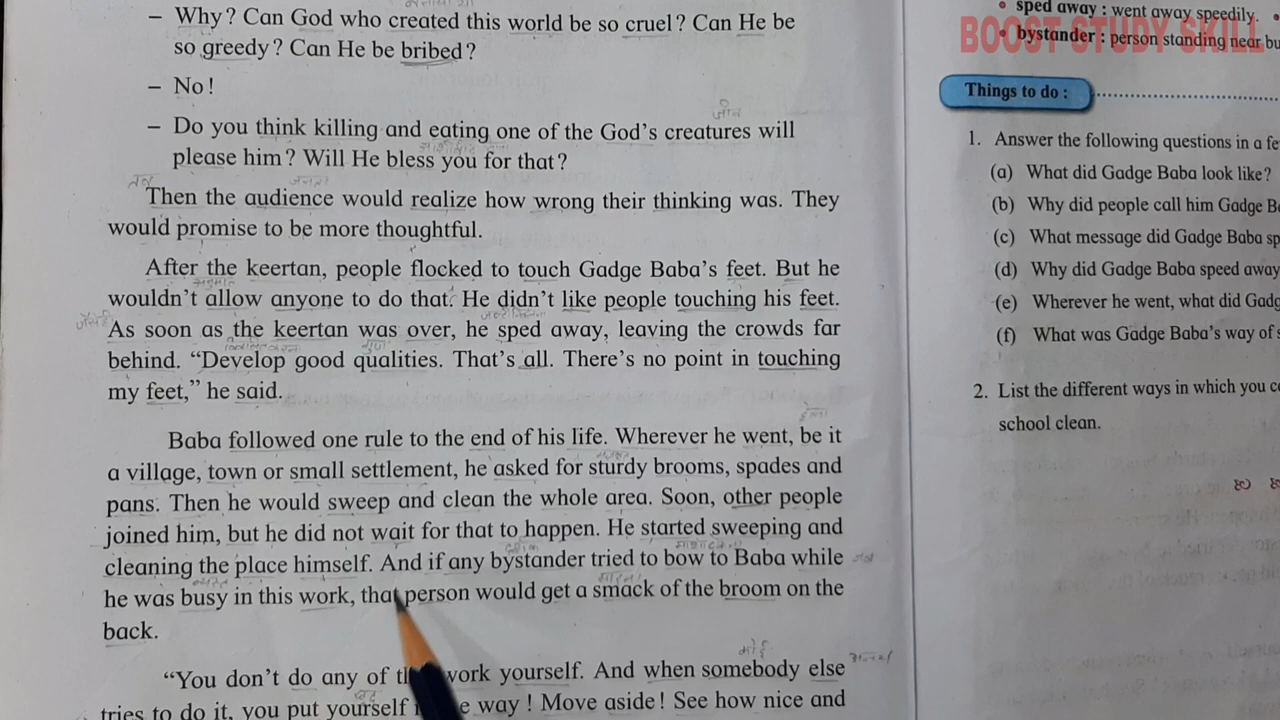 – Why? Can God who created this world be so cruel? Can He be
so greedy? Can He be bribed?
– No!
– Do you think killing and eating one of the God's creatures will
please him? Will He bless you for that?
Then the audience would realize how wrong their thinking was. They
would promise to be more thoughtful.
After the keertan, people flocked to touch Gadge Baba's feet. But he
wouldn't allow anyone to do that. He didn't like people touching his feet.
As soon as the keertan was over, he sped away, leaving the crowds far
behind. “Develop good qualities. That's all. There's no point in touching
my feet,” he said.
Baba followed one rule to the end of his life. Wherever he went, be it
a village, town or small settlement, he asked for sturdy brooms, spades and
pans. Then he would sweep and clean the whole area. Soon, other people
joined him, but he did not wait for that to happen. He started sweeping and
cleaning the place himself. And if any bystander tried to bow to Baba while
he was busy in this work, that person would get a smack of the broom on the
back.
“You don't do any of work yourself. And when somebody else
tries to do it, you put yourself way! Move aside! See how nice and
• sped away : went away speedily. •
• bystander : person standing near
BOOST STUDY SKILL
Things to do :
1. Answer the following questions in a
(a) What did Gadge Baba look like?
(b) Why did people call him Gadge
(c) What message did Gadge Baba
(d) Why did Gadge Baba speed away
(e) Wherever he went, what did
(f) What was Gadge Baba's way of
2. List the different ways in which you
school clean.